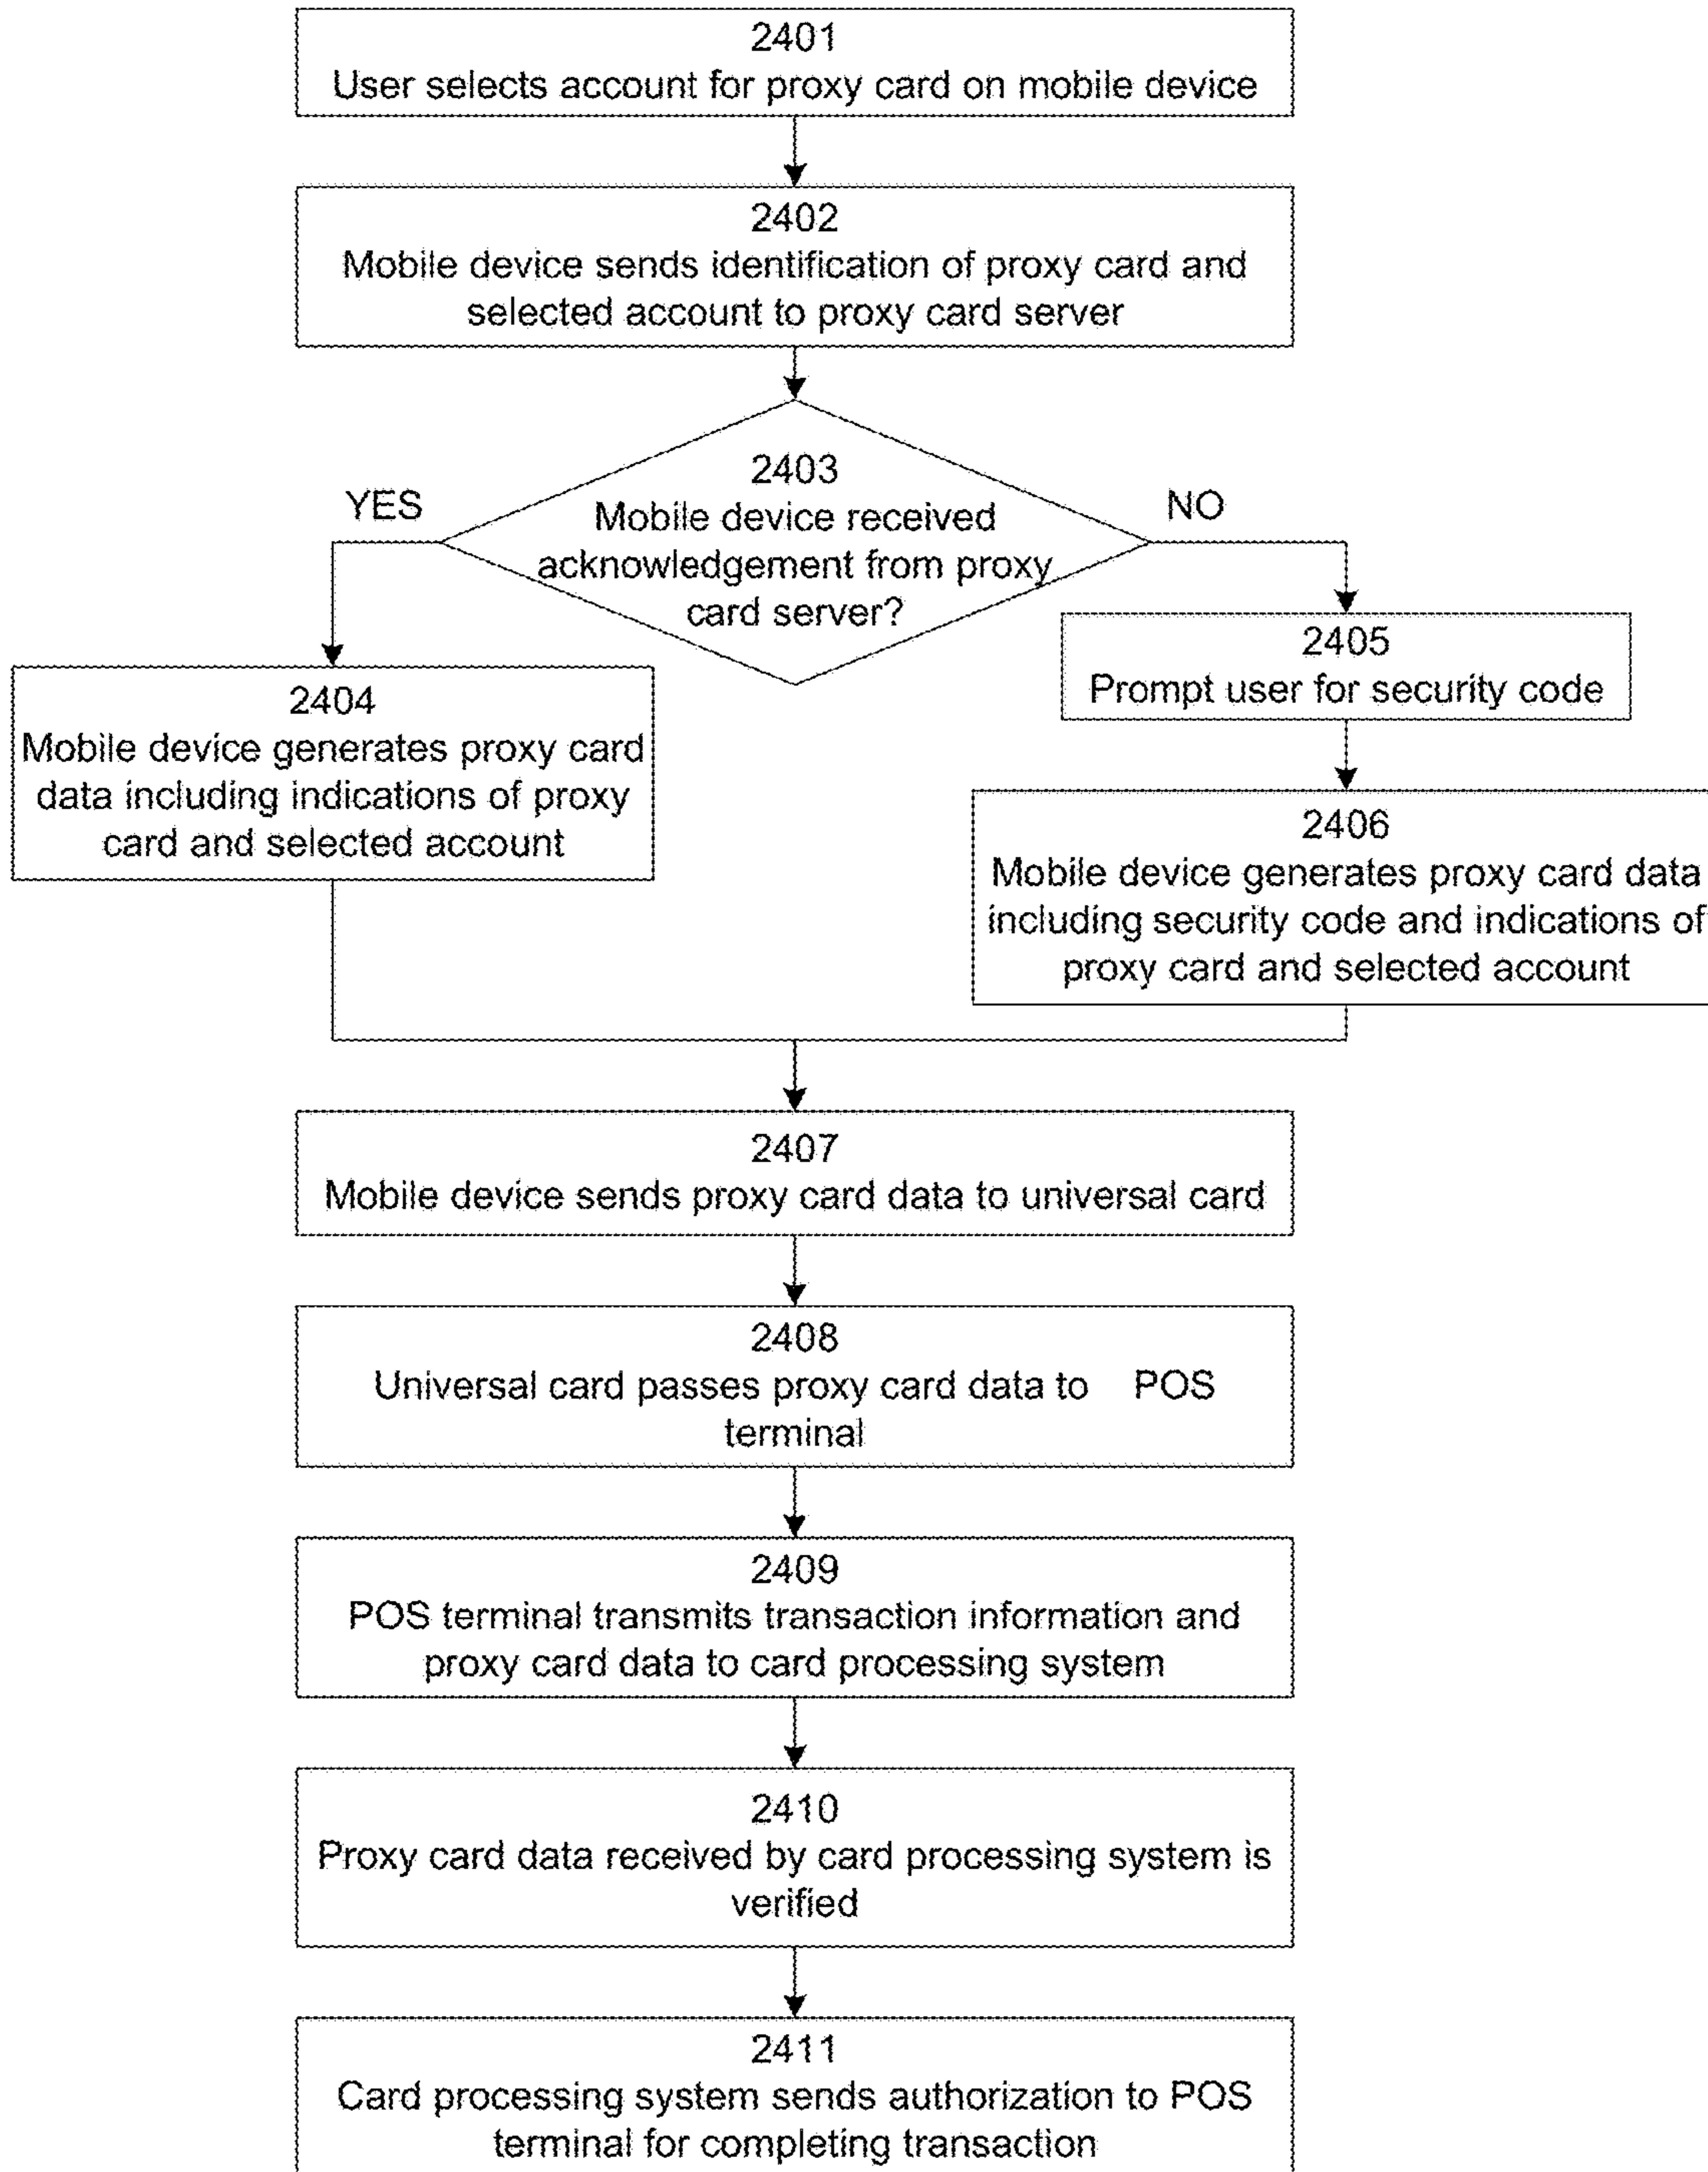 2401
User selects account for proxy card on mobile device
2402
Mobile device sends identification of proxy card and
selected account to proxy card server
2403
Mobile device received
acknowledgement from proxy
card server?
YES
NO
2404
Mobile device generates proxy card
data including indications of proxy
card and selected account
2405
Prompt user for security code
2406
Mobile device generates proxy card data
including security code and indications of
proxy card and selected account
2407
Mobile device sends proxy card data to universal card
2408
Universal card passes proxy card data to POS
terminal
2409
POS terminal transmits transaction information and
proxy card data to card processing system
2410
Proxy card data received by card processing system is
verified
2411
Card processing system sends authorization to POS
terminal for completing transaction